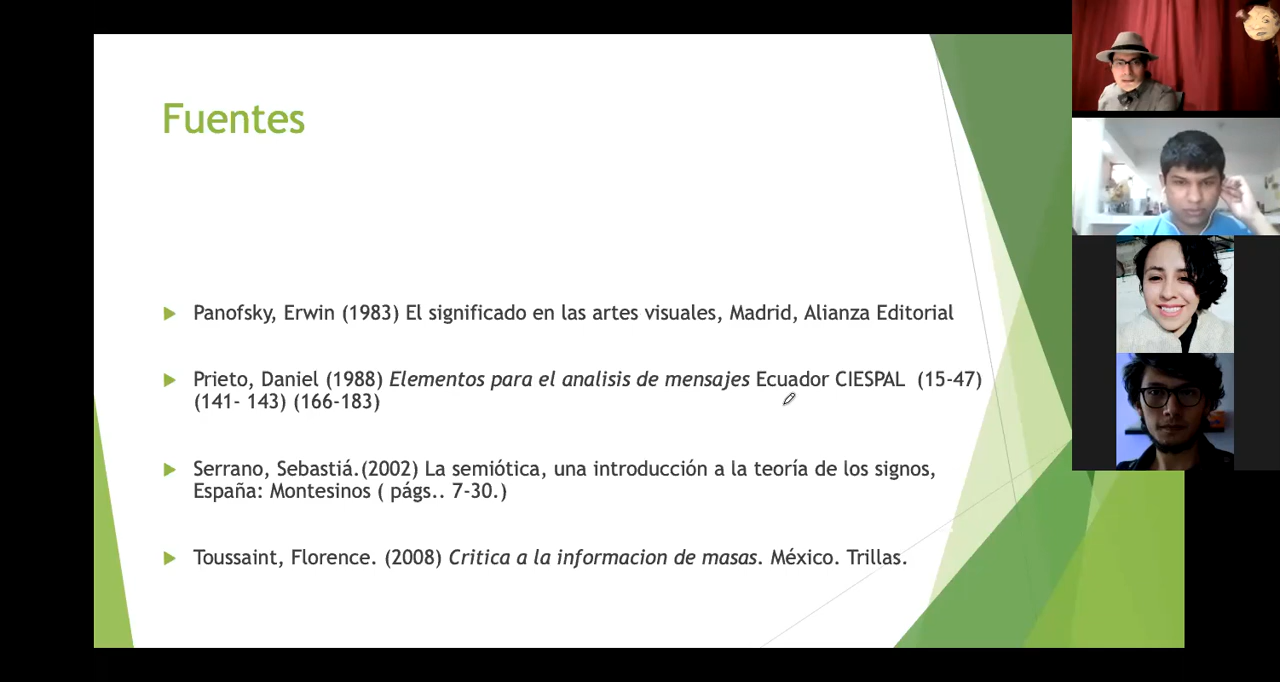 Fuentes
Panofsky, Erwin (1983) El significado en las artes visuales, Madrid, Alianza Editorial
Prieto, Daniel (1988) Elementos para el analisis de mensajes Ecuador CIESPAL (15-47)
(141- 143) (166-183)
Serrano, Sebastiá.(2002) La semiótica, una introducción a la teoría de los signos,
España: Montesinos ( págs.. 7-30.)
Toussaint, Florence. (2008) Critica a la informacion de masas. México. Trillas.